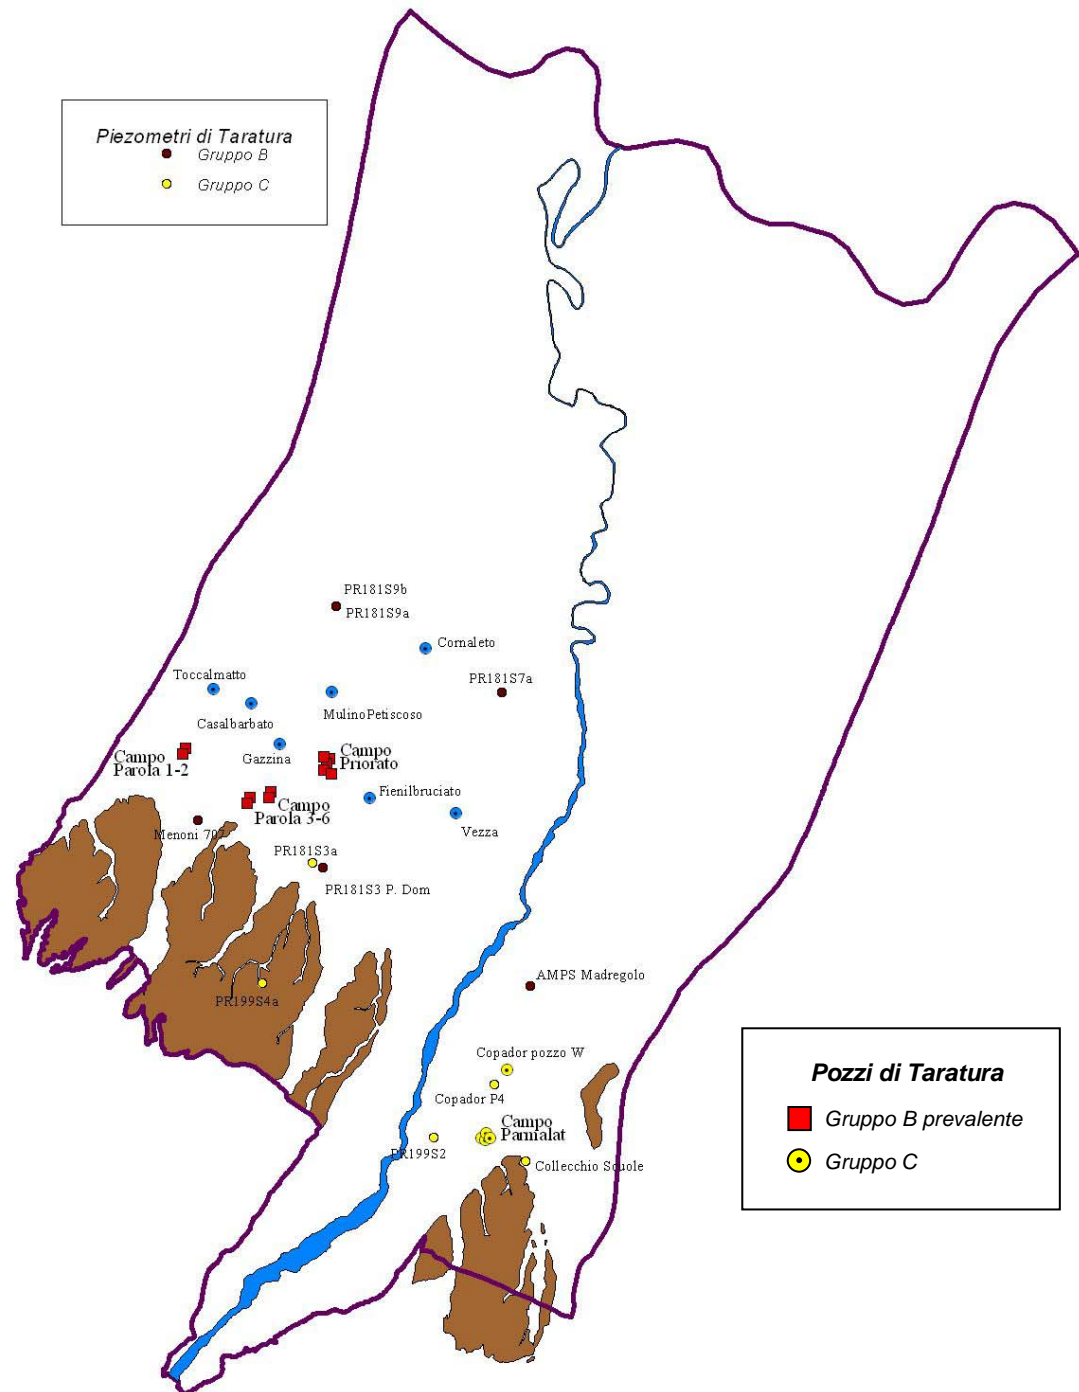 Piezometri di Taratura
Gruppo B
Gruppo C
PR181S9b
PR181S9a
Cornaleto
PR181S7a
Toccalmatto
Casalbarbato
MulinoPetiscoso
Gazzina
Campo
Parola 1-2
Campo
Priorato
Campo
Parola 3-6
Fienilbruciato
Vezza
Menoni 707
PR181S3a
PR181S3 P. Dom
PR199S4a
AMPS Madregolo
Copador pozzo W
Copador P4
Campo
Parmalat
PR199S2
Collecchio Scuole
Pozzi di Taratura
Gruppo B prevalente
Gruppo C